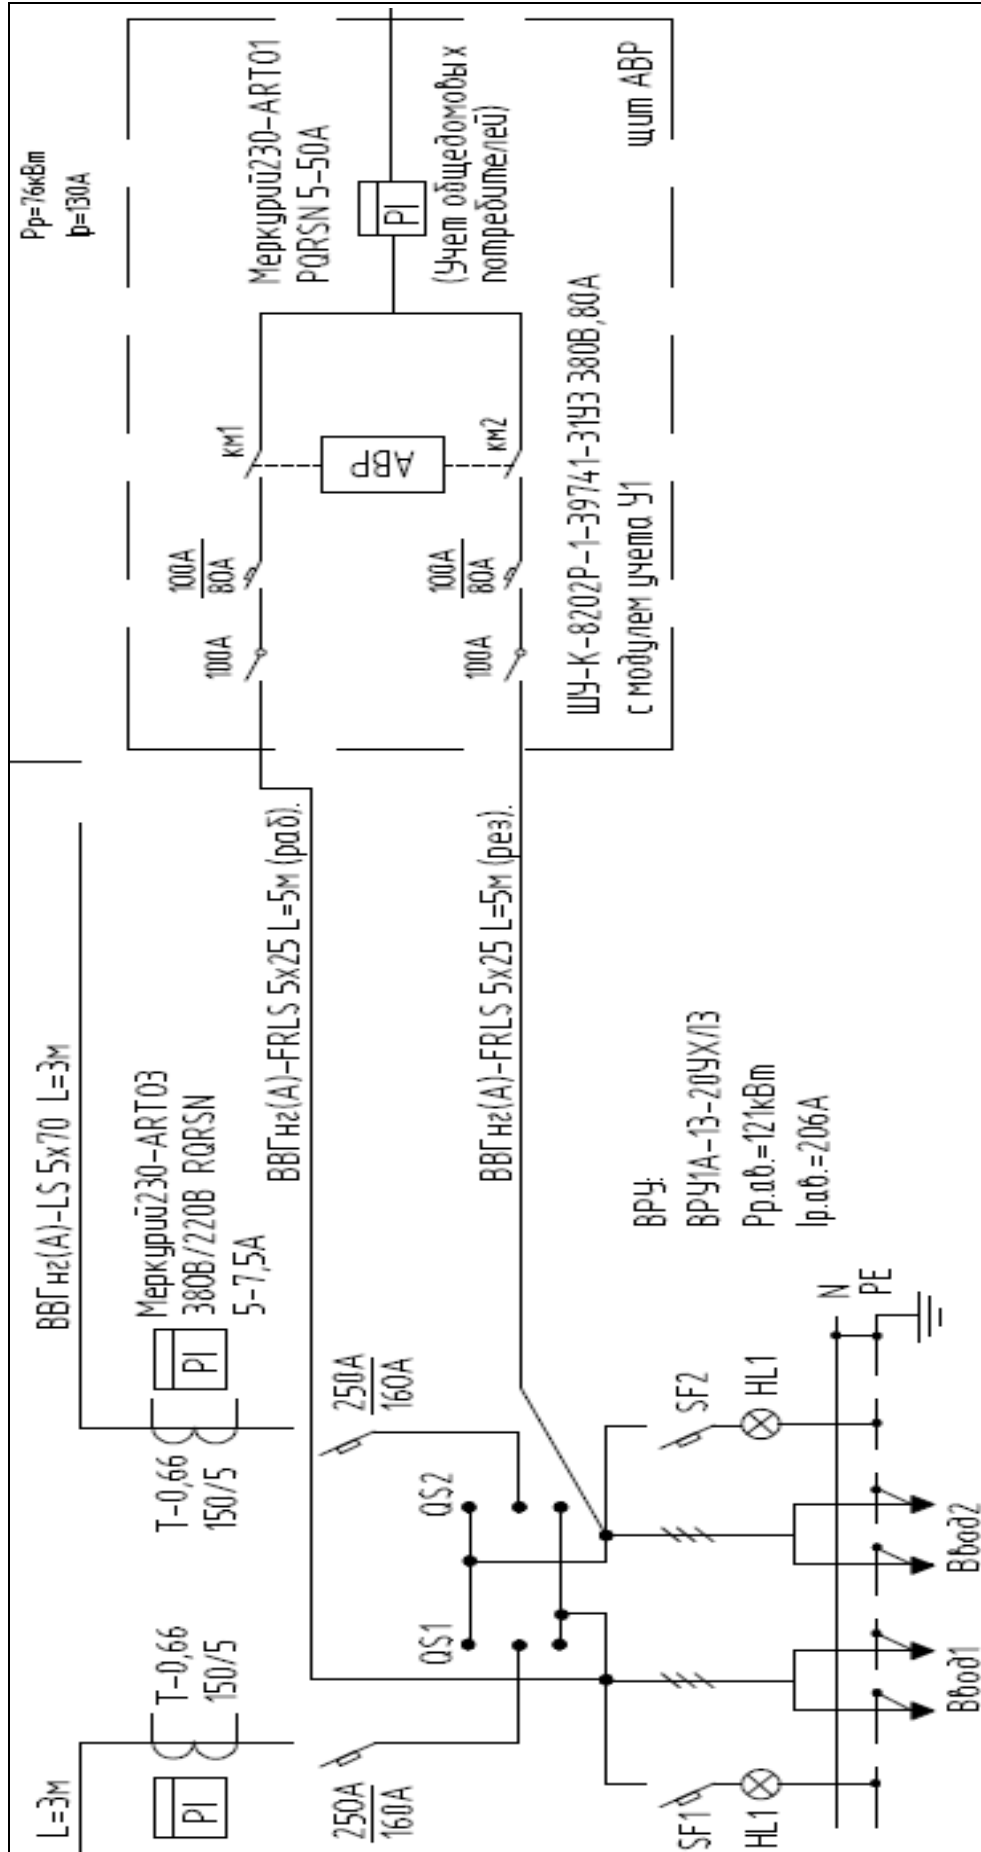 Рр=76кВт
Iр=130А
Меркурий230-ART01
PQRSN 5-50А
PI
(Учет общедомовых
потребителей)
щит АВР
КМ1
АВР
КМ2
100А
80А
100А
100А
80А
100А
ШУ-К-8202Р-1-39741-31У3 380В,80А
с модулем учета У1
ВВГнг(А)-LS 5х70 L=3м
ВВГнг(А)-FRLS 5х25 L=5м (раб).
ВВГнг(А)-FRLS 5х25 L=5м (рез).
Меркурий230-ART03
380В/220В RQRSN
5-7,5А
PI
Т-0,66
150/5
250А
160А
QS2
SF2
HL1
ВРУ:
ВРУ1А-13-20УХЛ3
Рр.ав.=121кВт
Iр.ав.=206А
N
PE
L=3м
PI
Т-0,66
150/5
250А
160А
QS1
SF1
HL1
Ввод1
Ввод2